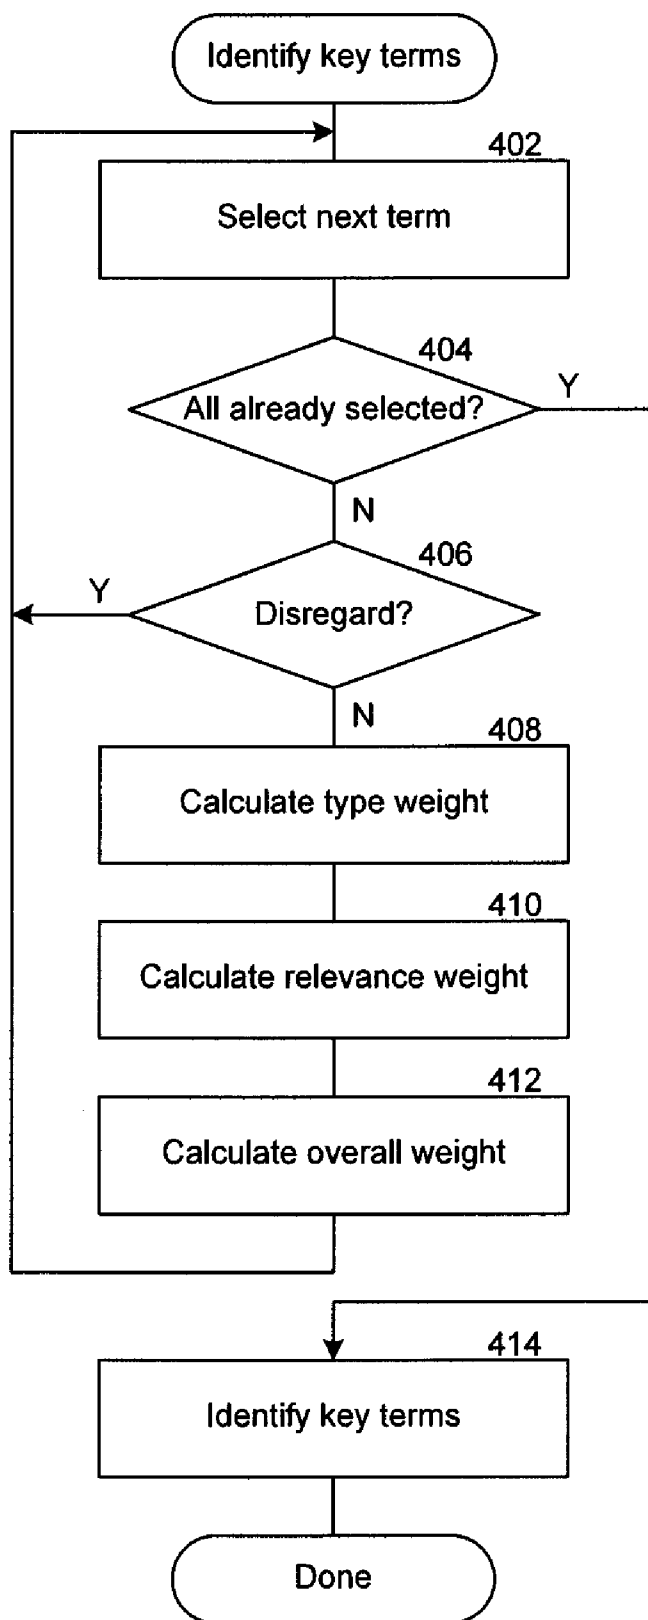 Identify key terms
402
Select next term
404
All already selected?
Y
N
406
Disregard?
Y
N
408
Calculate type weight
410
Calculate relevance weight
412
Calculate overall weight
414
Identify key terms
Done